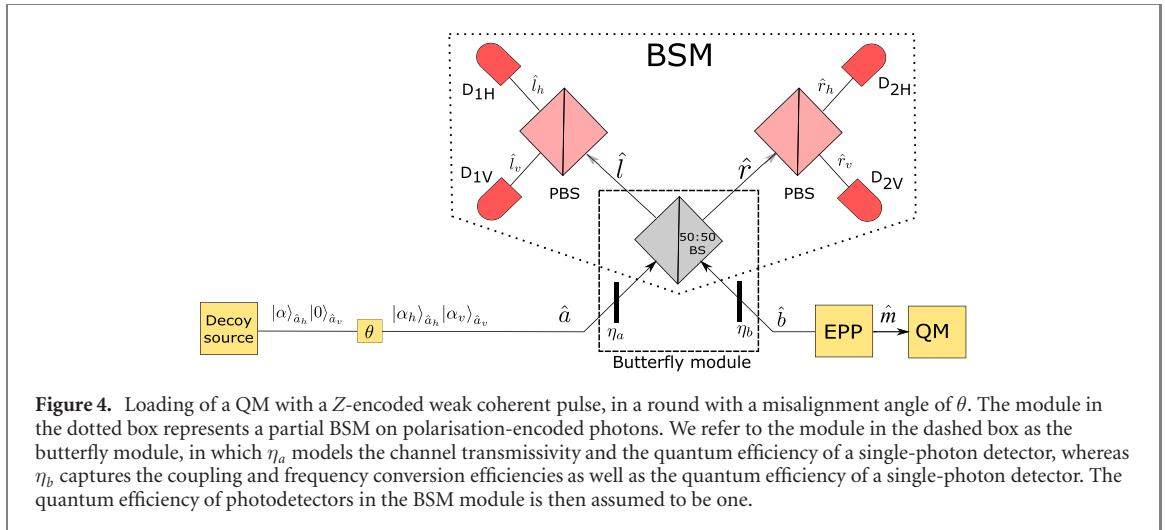 BSM
D1H
l̂h
r̂h
D2H
D1V
l̂v
r̂v
D2V
PBS
l̂
r̂
PBS
50:50
BS
|α⟩âh|0⟩âv
|αh⟩âh|αv⟩âv
â
b̂
m̂
Decoy
source
θ
ηa
ηb
EPP
QM
Butterfly module
Figure 4. Loading of a QM with a Z-encoded weak coherent pulse, in a round with a misalignment angle of θ. The module in
the dotted box represents a partial BSM on polarisation-encoded photons. We refer to the module in the dashed box as the
butterfly module, in which ηa models the channel transmissivity and the quantum efficiency of a single-photon detector, whereas
ηb captures the coupling and frequency conversion efficiencies as well as the quantum efficiency of a single-photon detector. The
quantum efficiency of photodetectors in the BSM module is then assumed to be one.